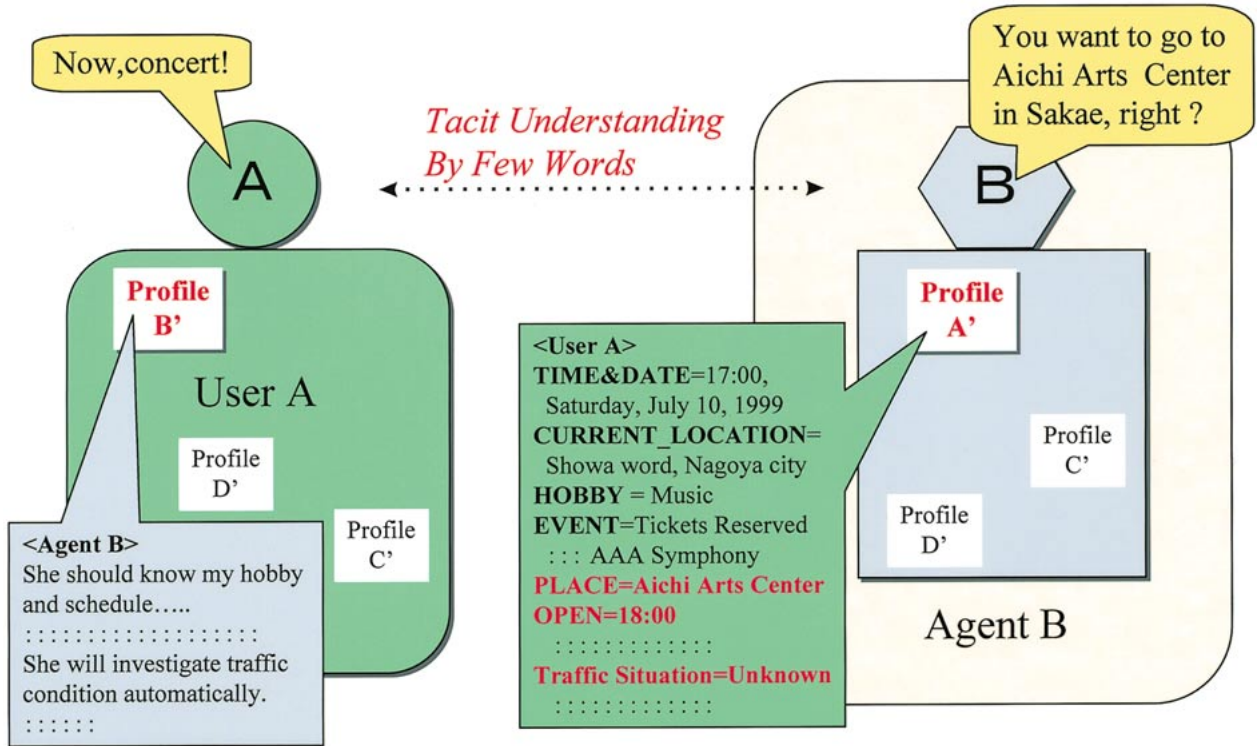 Now,concert!
You want to go to
Aichi Arts Center
in Sakae, right ?
Tacit Understanding
By Few Words
A
B
Profile
B'
User A
Profile
D'
Profile
C'
<Agent B>
She should know my hobby
and schedule…..
: : : : : : : : : : : : : : : : : : :
She will investigate traffic
condition automatically.
: : : : : :
<User A>
TIME&DATE=17:00,
Saturday, July 10, 1999
CURRENT_LOCATION=
Showa word, Nagoya city
HOBBY = Music
EVENT=Tickets Reserved
: : : AAA Symphony
PLACE=Aichi Arts Center
OPEN=18:00
: : : : : : : : : : : : :
Traffic Situation=Unknown
: : : : : : : : : : : : :
Profile
A'
Profile
C'
Profile
D'
Agent B